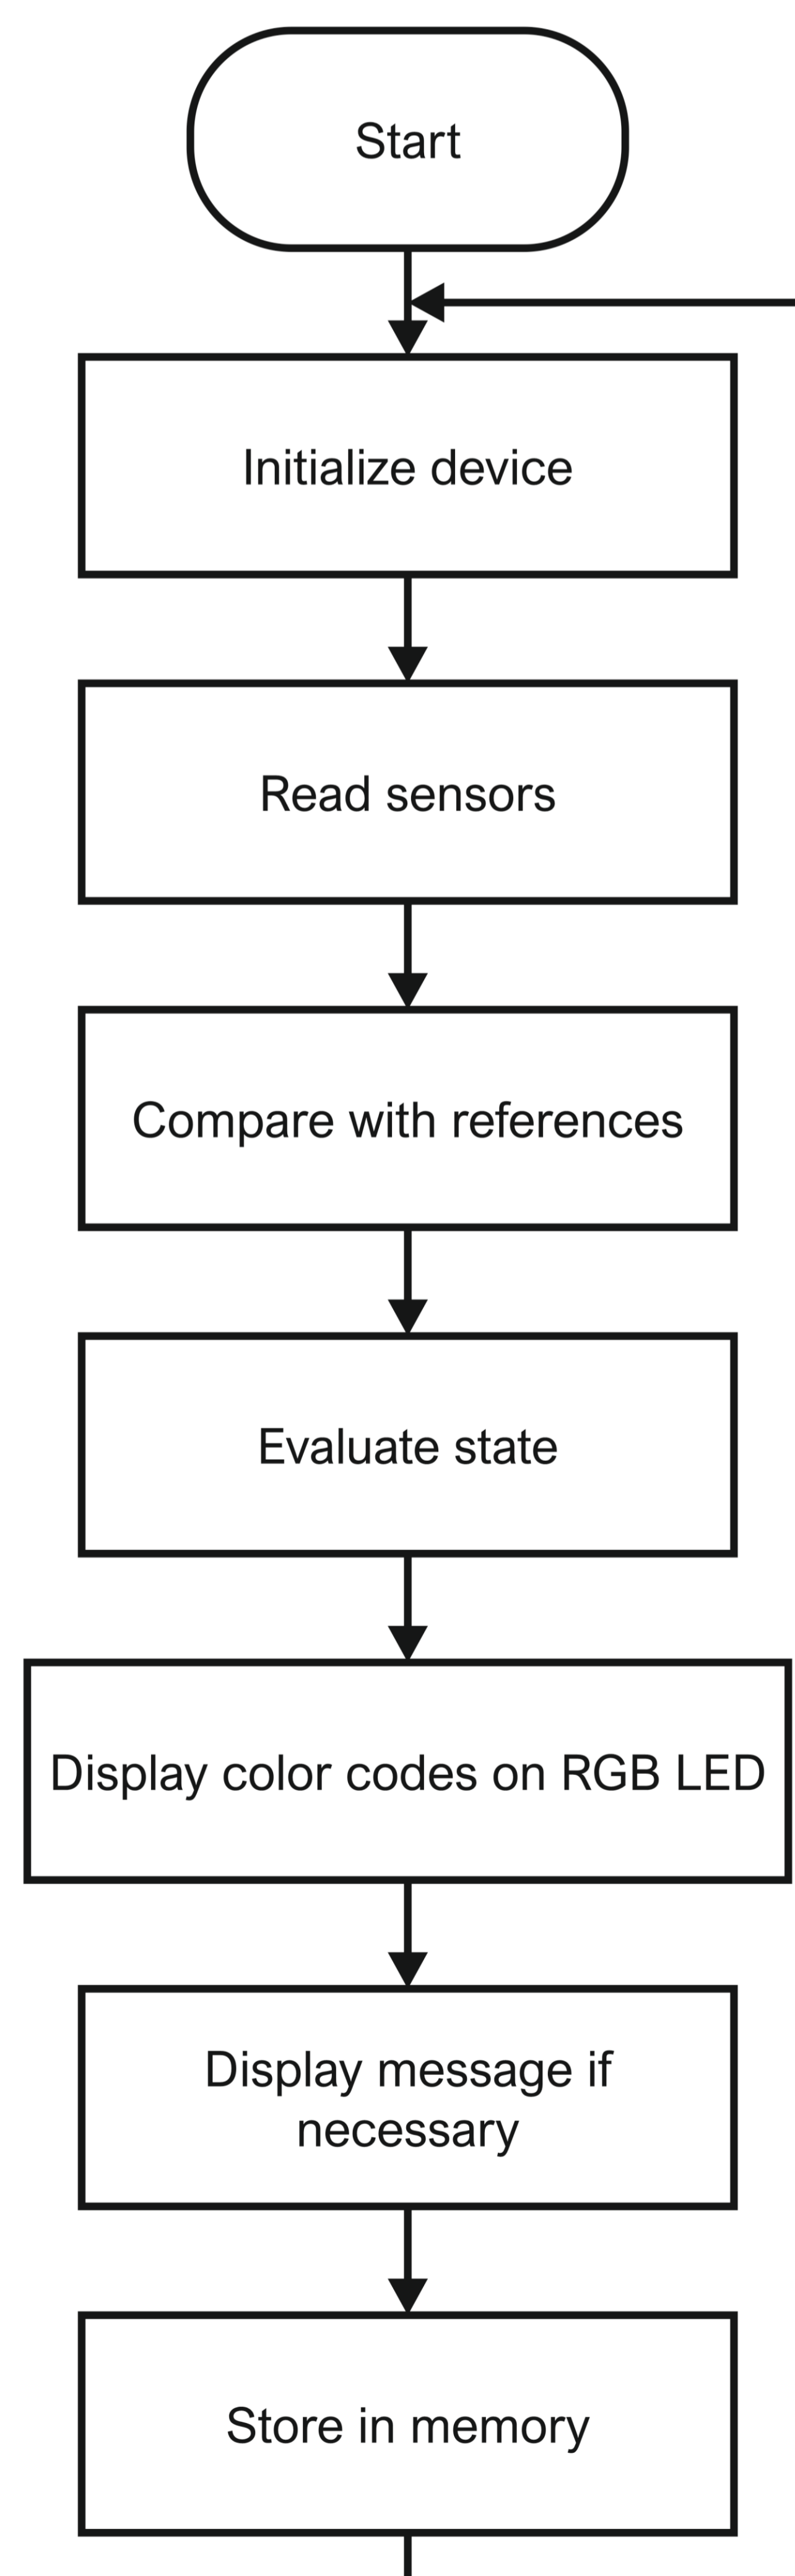 Start
Initialize device
Read sensors
Compare with references
Evaluate state
Display color codes on RGB LED
Display message if
necessary
Store in memory